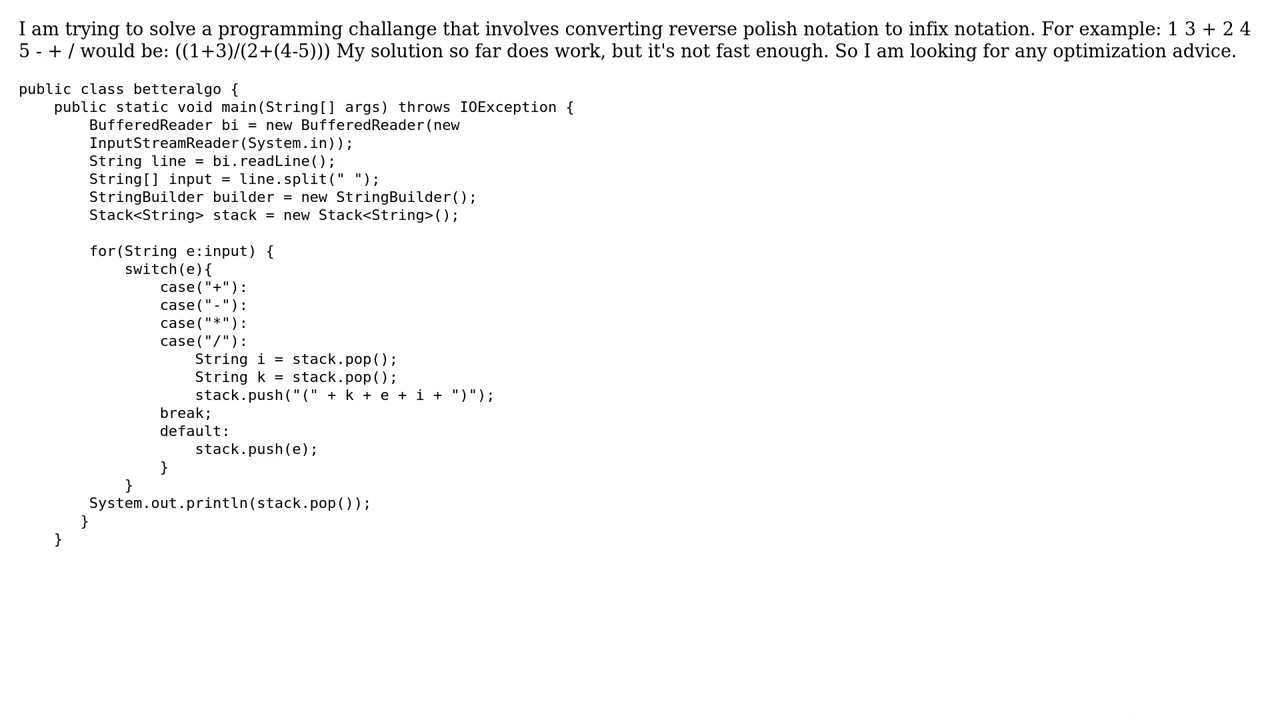 I am trying to solve a programming challange that involves converting reverse polish notation to infix notation. For example: 1 3 + 2 4
5 - + / would be: ((1+3)/(2+(4-5))) My solution so far does work, but it's not fast enough. So I am looking for any optimization advice.
public class betteralgo {
    public static void main(String[] args) throws IOException {
        BufferedReader bi = new BufferedReader(new
        InputStreamReader(System.in));
        String line = bi.readLine();
        String[] input = line.split(" ");
        StringBuilder builder = new StringBuilder();
        Stack<String> stack = new Stack<String>();

        for(String e:input) {
            switch(e){
                case("+"):
                case("-"):
                case("*"):
                case("/"):
                    String i = stack.pop();
                    String k = stack.pop();
                    stack.push("(" + k + e + i + ")");
                break;
                default:
                    stack.push(e);
                }
            }
        System.out.println(stack.pop());
       }
    }